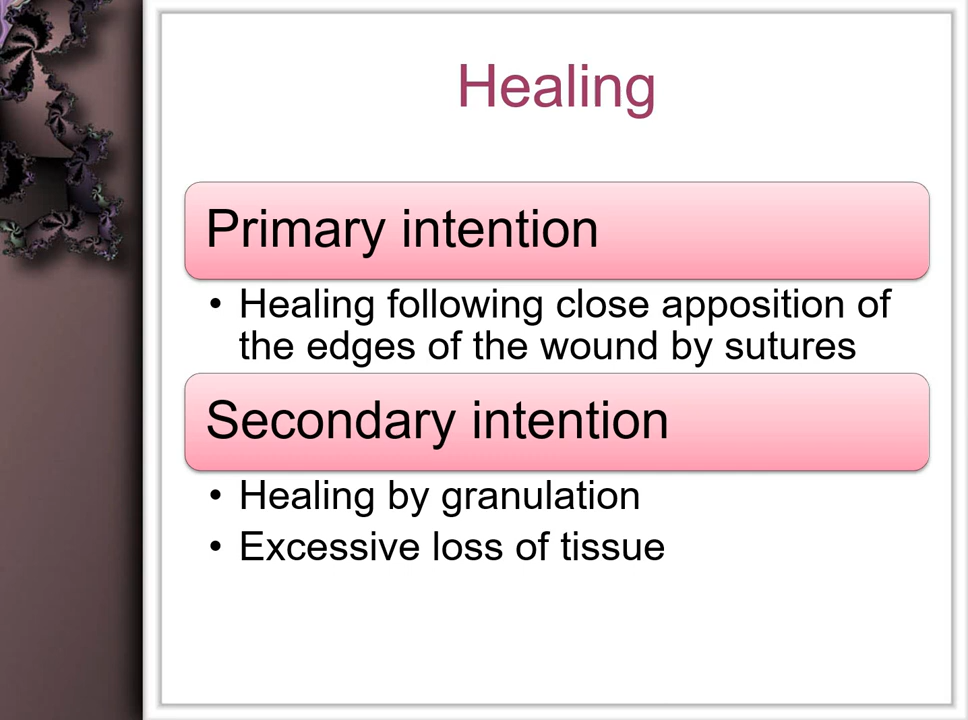 Healing
Primary intention
• Healing following close apposition of
the edges of the wound by sutures
Secondary intention
• Healing by granulation
• Excessive loss of tissue